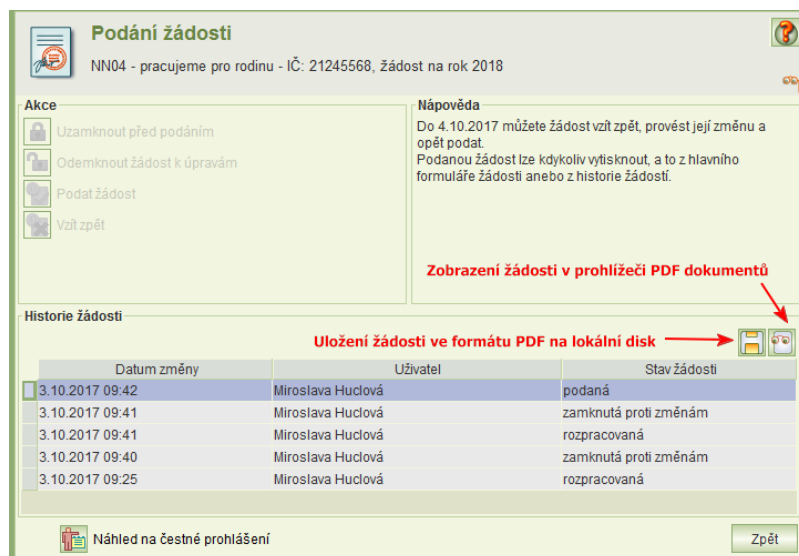 Podání žádosti
NN04 - pracujeme pro rodinu - IČ: 21245568, žádost na rok 2018
Akce
Uzamknout před podáním
Odemknout žádost k úpravám
Podat žádost
Vzít zpět
Nápověda
Do 4.10.2017 můžete žádost vzít zpět, provést její změnu a
opět podat.
Podanou žádost lze kdykoliv vytisknout, a to z hlavního
formuláře žádosti anebo z historie žádostí.
Zobrazení žádosti v prohlížeči PDF dokumentů
Historie žádosti
Uložení žádosti ve formátu PDF na lokální disk
Datum změny Uživatel Stav žádosti
3.10.2017 09:42 Miroslava Huclová podaná
3.10.2017 09:41 Miroslava Huclová zamknutá proti změnám
3.10.2017 09:41 Miroslava Huclová rozpracovaná
3.10.2017 09:40 Miroslava Huclová zamknutá proti změnám
3.10.2017 09:25 Miroslava Huclová rozpracovaná
Náhled na čestné prohlášení Zpět